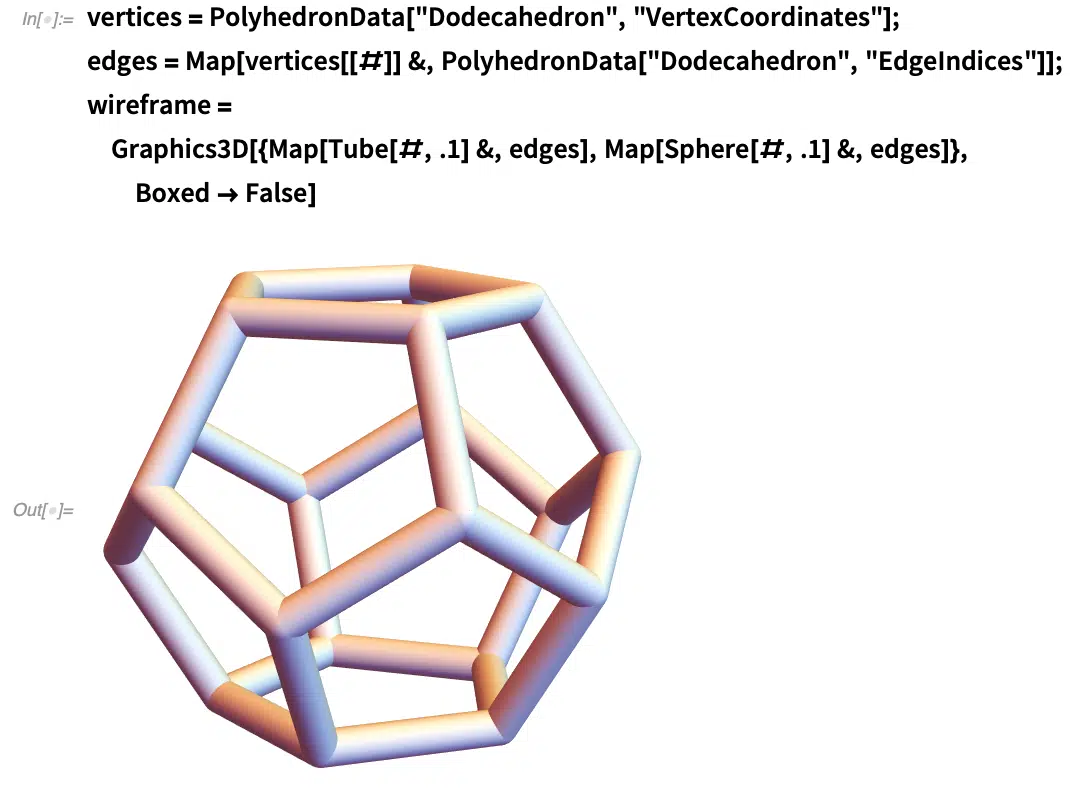 In[•]:= vertices = PolyhedronData["Dodecahedron", "VertexCoordinates"];
edges = Map[vertices[[#]] &, PolyhedronData["Dodecahedron", "EdgeIndices"]];
wireframe =
Graphics3D[{Map[Tube[#, .1] &, edges], Map[Sphere[#, .1] &, edges]},
Boxed → False]
Out[•]=